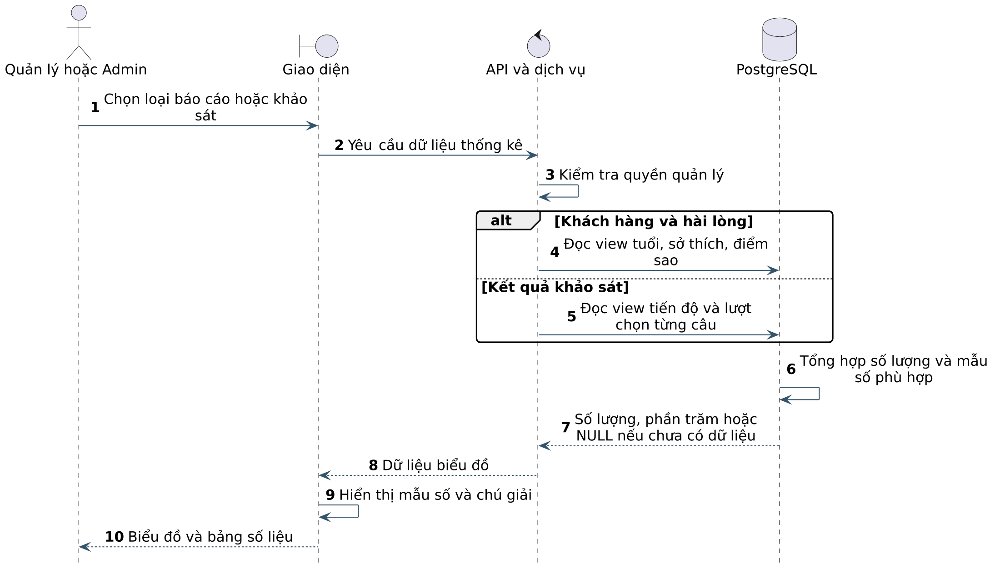 Quản lý hoặc Admin
Giao diện
API và dịch vụ
PostgreSQL
1 Chọn loại báo cáo hoặc khảo
sát
2 Yêu cầu dữ liệu thống kê
3 Kiểm tra quyền quản lý
alt [Khách hàng và hài lòng]
4 Đọc view tuổi, sở thích, điểm
sao
[Kết quả khảo sát]
5 Đọc view tiến độ và lượt
chọn từng câu
6 Tổng hợp số lượng và mẫu
số phù hợp
7 Số lượng, phần trăm hoặc
NULL nếu chưa có dữ liệu
8 Dữ liệu biểu đồ
9 Hiển thị mẫu số và chú giải
10 Biểu đồ và bảng số liệu